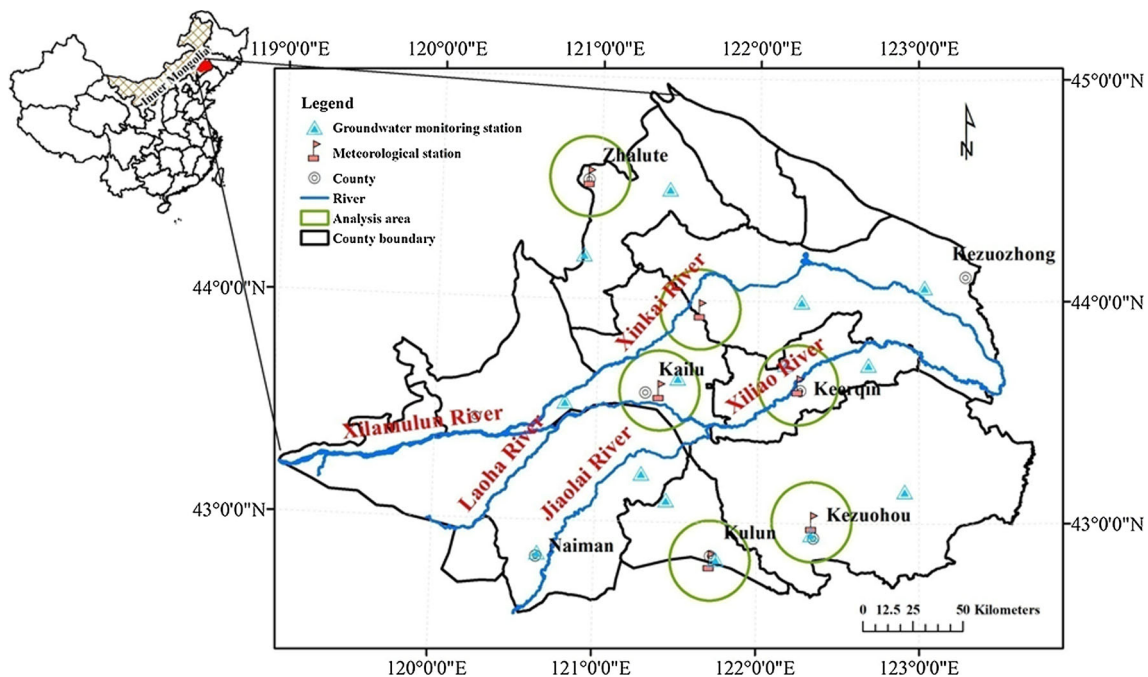 119°0'0"E
120°0'0"E
121°0'0"E
122°0'0"E
123°0'0"E
Inner Mongolia
45°0'0"N
Legend
Groundwater monitoring station
Meteorological station
County
River
Analysis area
County boundary
N
Zhalute
Kezuozhong
44°0'0"N
44°0'0"N
Xinkai River
Kailu
Xiliao River
Keerqin
Xilamulun River
Laoha River
Jiaolai River
43°0'0"N
43°0'0"N
Kezuohou
Kulun
Naiman
0 12.5 25 50 Kilometers
120°0'0"E
121°0'0"E
122°0'0"E
123°0'0"E